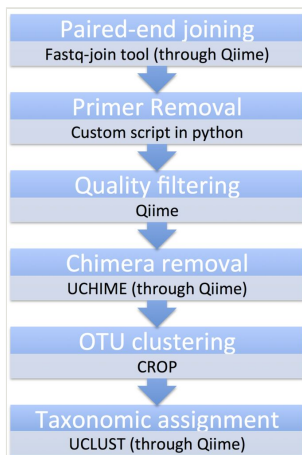 Paired-end joining
Fastq-join tool (through Qiime)
Primer Removal
Custom script in python
Quality filtering
Qiime
Chimera removal
UCHIME (through Qiime)
OTU clustering
CROP
Taxonomic assignment
UCLUST (through Qiime)